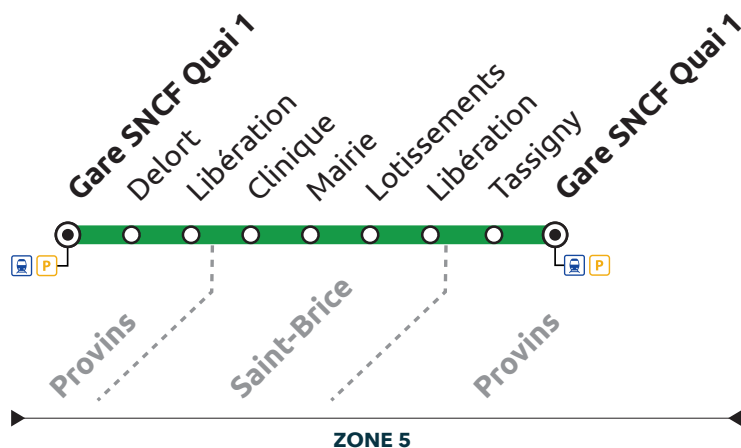 Gare SNCF Quai 1
Delort
Libération
Clinique
Mairie
Lotissements
Libération
Tassigny
Gare SNCF Quai 1
P
P
Provins
Saint-Brice
Provins
ZONE 5